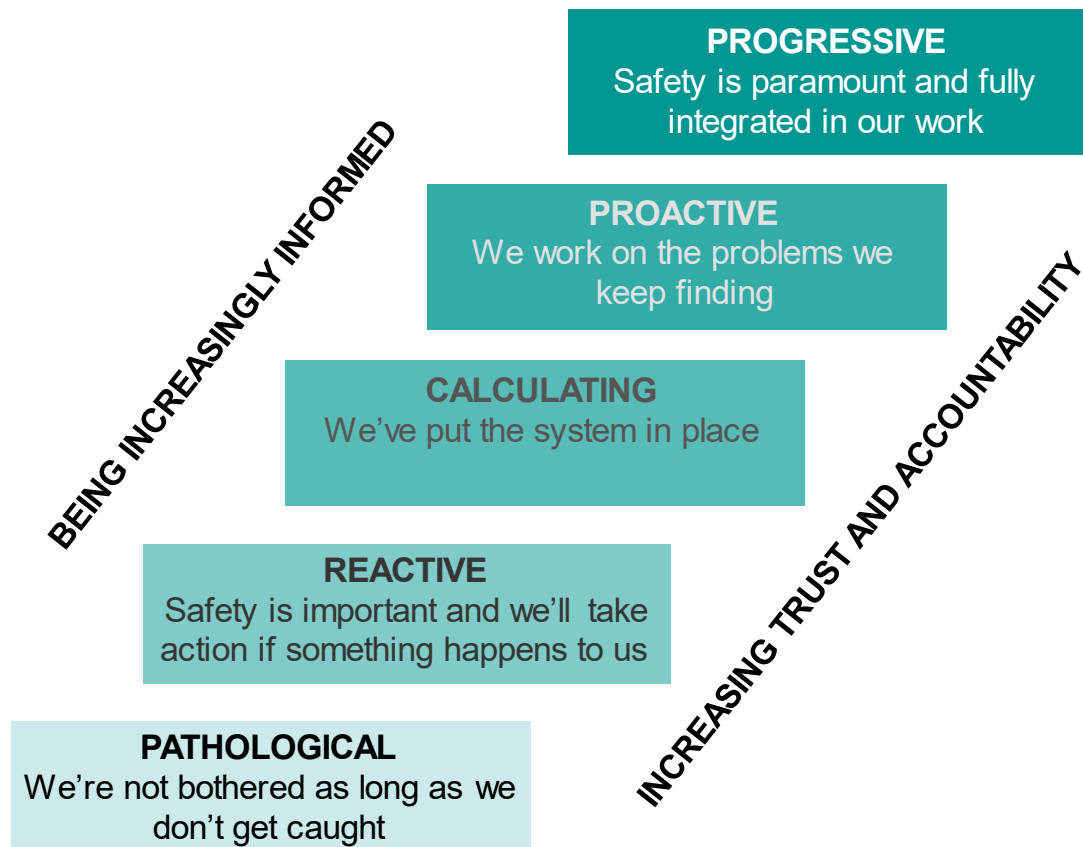 PROGRESSIVE
Safety is paramount and fully
integrated in our work
BEING INCREASINGLY INFORMED
PROACTIVE
We work on the problems we
keep finding
INCREASING TRUST AND ACCOUNTABILITY
CALCULATING
We’ve put the system in place
REACTIVE
Safety is important and we’ll take
action if something happens to us
PATHOLOGICAL
We’re not bothered as long as we
don’t get caught